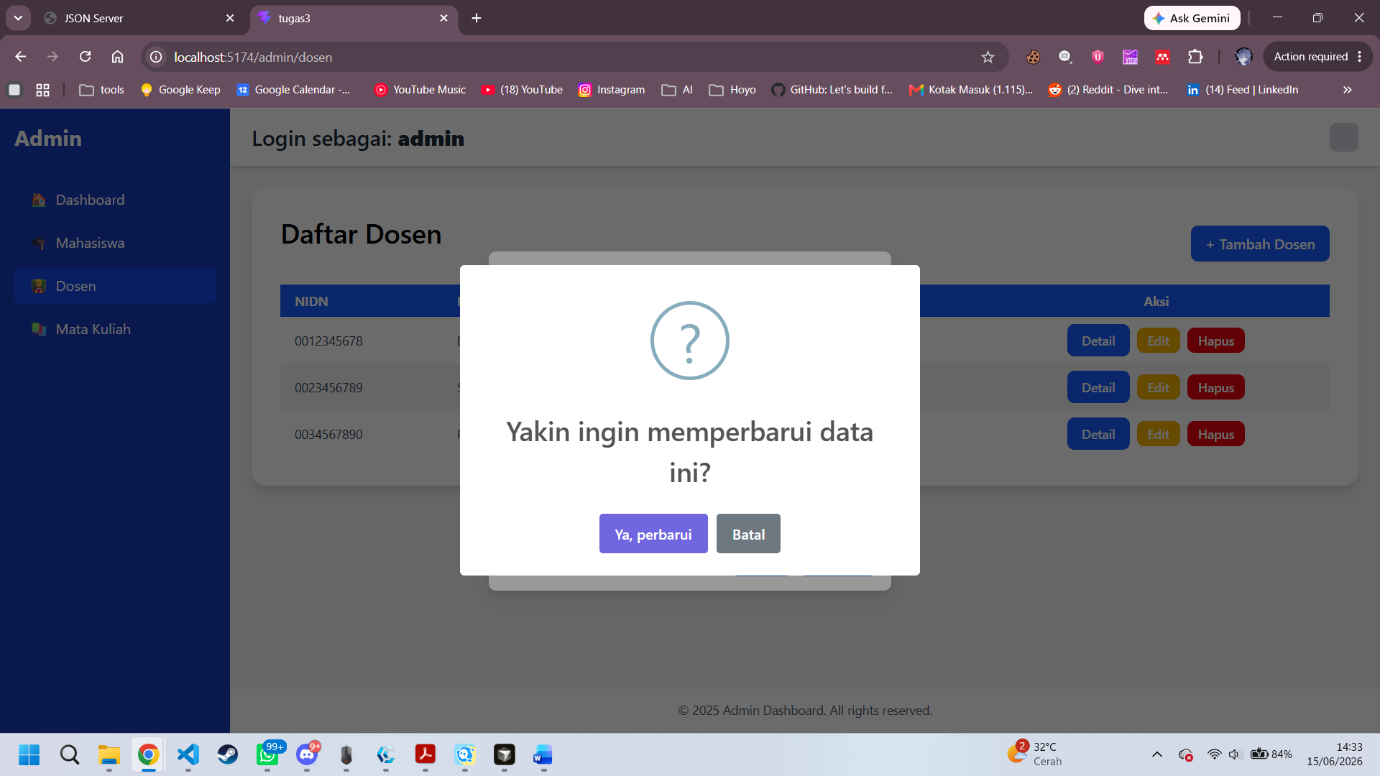 JSON Server
tugas3
Ask Gemini
localhost:5174/admin/dosen
Action required
tools
Google Keep
Google Calendar -...
YouTube Music
(18) YouTube
Instagram
AI
Hoyo
GitHub: Let's build f...
Kotak Masuk (1.115)...
(2) Reddit - Dive int...
(14) Feed | LinkedIn
Admin
Login sebagai: admin
Dashboard
Mahasiswa
Dosen
Mata Kuliah
Daftar Dosen
+ Tambah Dosen
NIDN
Aksi
0012345678
Detail Edit Hapus
0023456789
Detail Edit Hapus
0034567890
Detail Edit Hapus
?
Yakin ingin memperbarui data
ini?
Ya, perbarui
Batal
© 2025 Admin Dashboard. All rights reserved.
99+
9+
2
32°C
Cerah
84%
14:33
15/06/2026